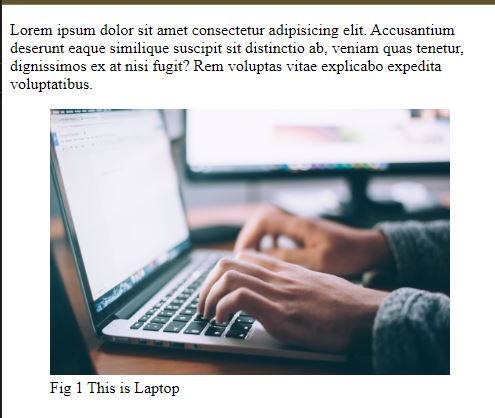 Lorem ipsum dolor sit amet consectetur adipisicing elit. Accusantium
deserunt eaque similique suscipit sit distinctio ab, veniam quas tenetur,
dignissimos ex at nisi fugit? Rem voluptas vitae explicabo expedita
voluptatibus.
Fig 1 This is Laptop